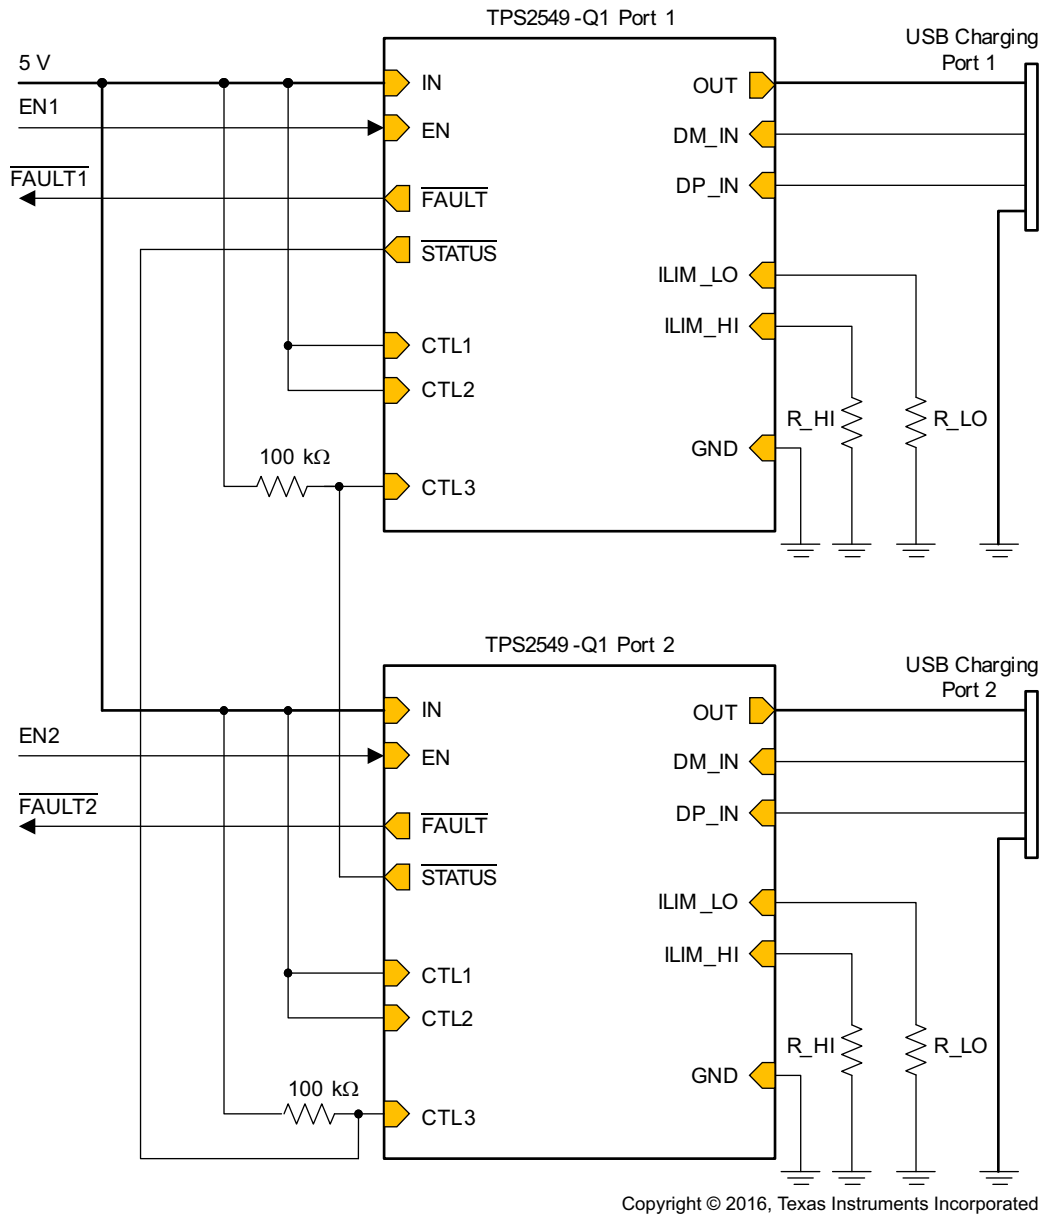 TPS2549-Q1 Port 1
USB Charging
Port 1
5 V
IN
OUT
EN1
EN
DM_IN
FAULT1
DP_IN
FAULT
STATUS
ILIM_LO
ILIM_HI
CTL1
CTL2
R_HI
R_LO
GND
100 kΩ
CTL3
TPS2549-Q1 Port 2
USB Charging
Port 2
IN
OUT
EN2
EN
DM_IN
FAULT2
DP_IN
FAULT
STATUS
ILIM_LO
ILIM_HI
CTL1
CTL2
R_HI
R_LO
GND
100 kΩ
CTL3
Copyright © 2016, Texas Instruments Incorporated